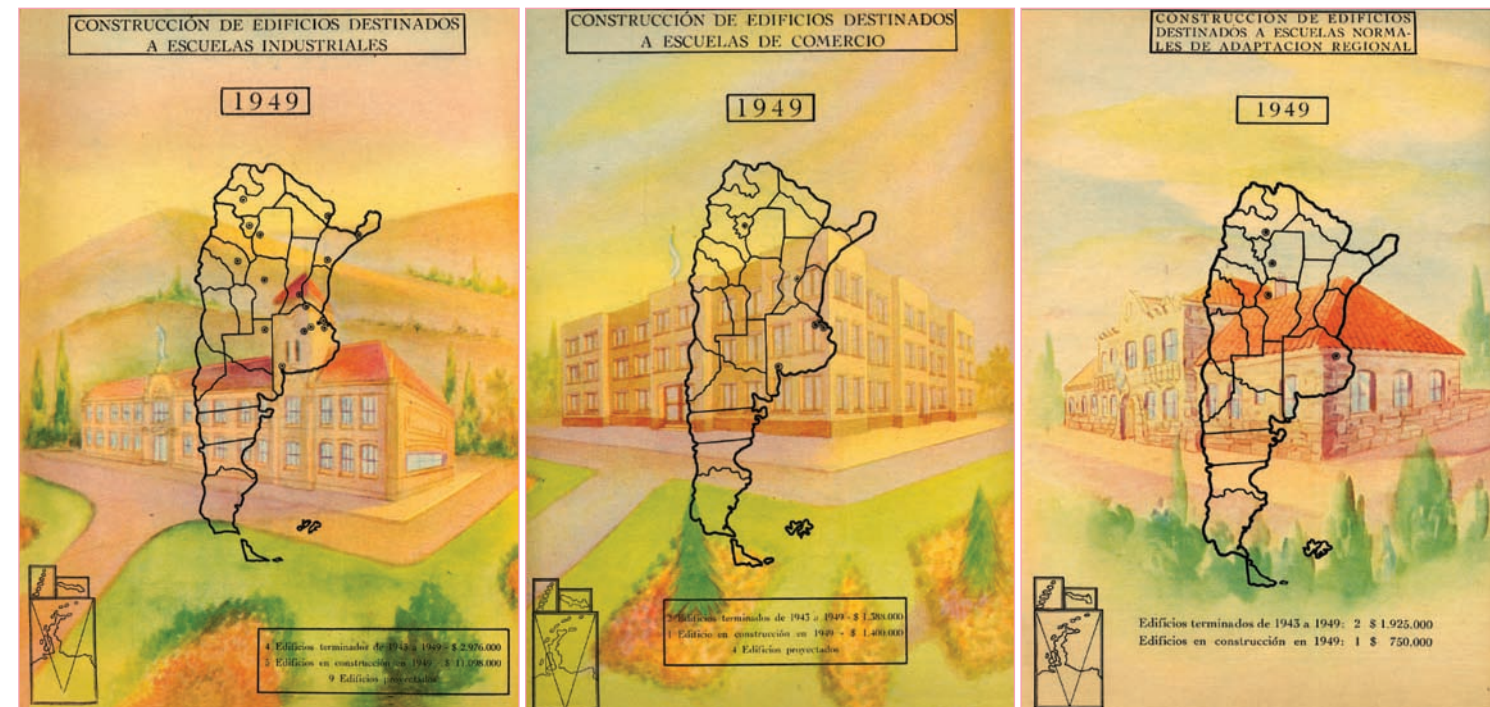 CONSTRUCCIÓN DE EDIFICIOS DESTINADOS
A ESCUELAS INDUSTRIALES
1949
4 Edificios terminados de 1943 a 1949 - $ 2.976.000
5 Edificios en construcción en 1949 - $ 11.098.000
9 Edificios proyectados
CONSTRUCCIÓN DE EDIFICIOS DESTINADOS
A ESCUELAS DE COMERCIO
1949
2 Edificios terminados de 1943 a 1949 - $ 1.388.000
1 Edificio en construcción en 1949 - $ 1.400.000
4 Edificios proyectados
CONSTRUCCIÓN DE EDIFICIOS
DESTINADOS A ESCUELAS NORMA-
LES DE ADAPTACION REGIONAL
1949
Edificios terminados de 1943 a 1949: 2 $ 1.925.000
Edificios en construcción en 1949: 1 $ 750.000